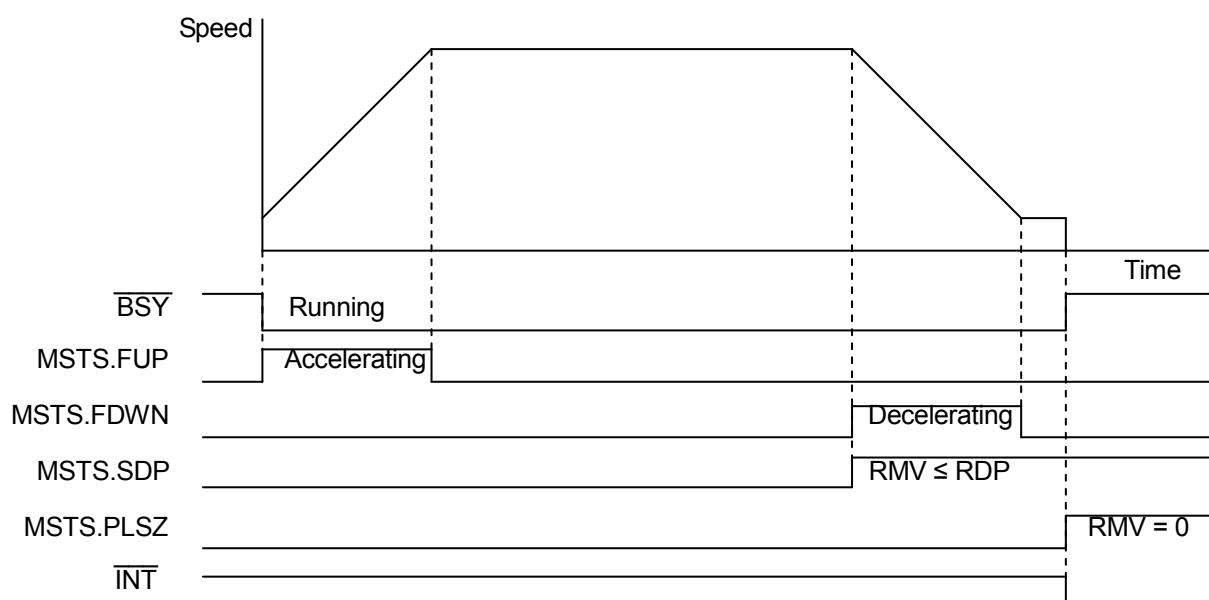 Speed
Time
BSY Running
MSTS.FUP Accelerating
MSTS.FDWN Decelerating
MSTS.SDP RMV ≤ RDP
MSTS.PLSZ RMV = 0
INT